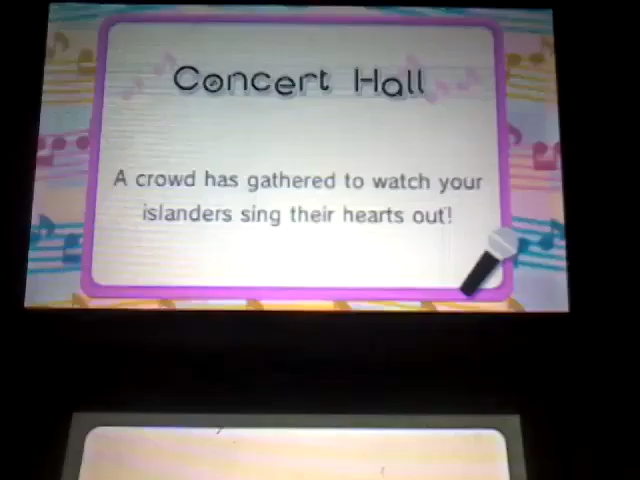 Concert Hall
A crowd has gathered to watch your
islanders sing their hearts out!